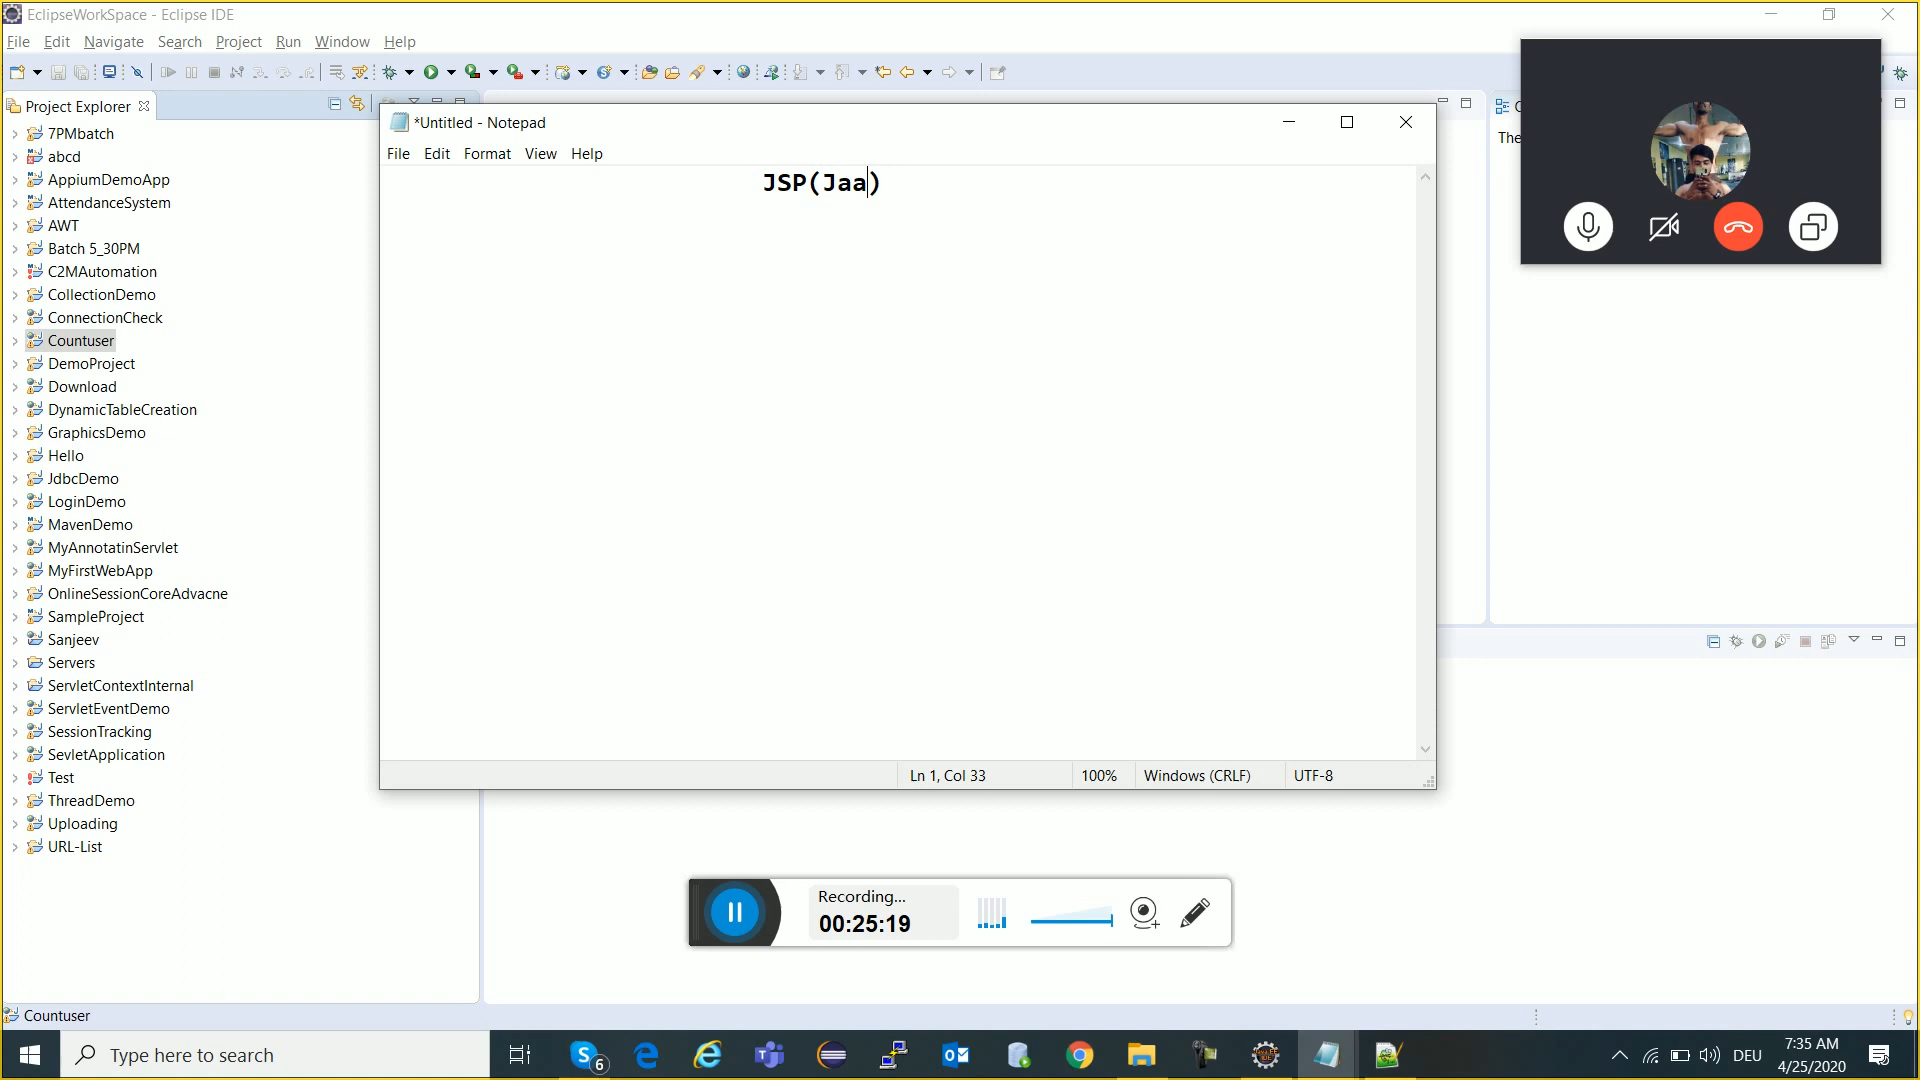 EclipseWorkSpace - Eclipse IDE
File Edit Navigate Search Project Run Window Help
Project Explorer
7PMbatch
abcd
AppiumDemoApp
AttendanceSystem
AWT
Batch 5_30PM
C2MAutomation
CollectionDemo
ConnectionCheck
Countuser
DemoProject
Download
DynamicTableCreation
GraphicsDemo
Hello
JdbcDemo
LoginDemo
MavenDemo
MyAnnotatinServlet
MyFirstWebApp
OnlineSessionCoreAdvacne
SampleProject
Sanjeev
Servers
ServletContextInternal
ServletEventDemo
SessionTracking
SevletApplication
Test
ThreadDemo
Uploading
URL-List
*Untitled - Notepad
File Edit Format View Help
JSP(Jaa)
Ln 1, Col 33 100% Windows (CRLF) UTF-8
The
Recording...
00:25:19
Countuser
Type here to search
6
DEU
7:35 AM
4/25/2020